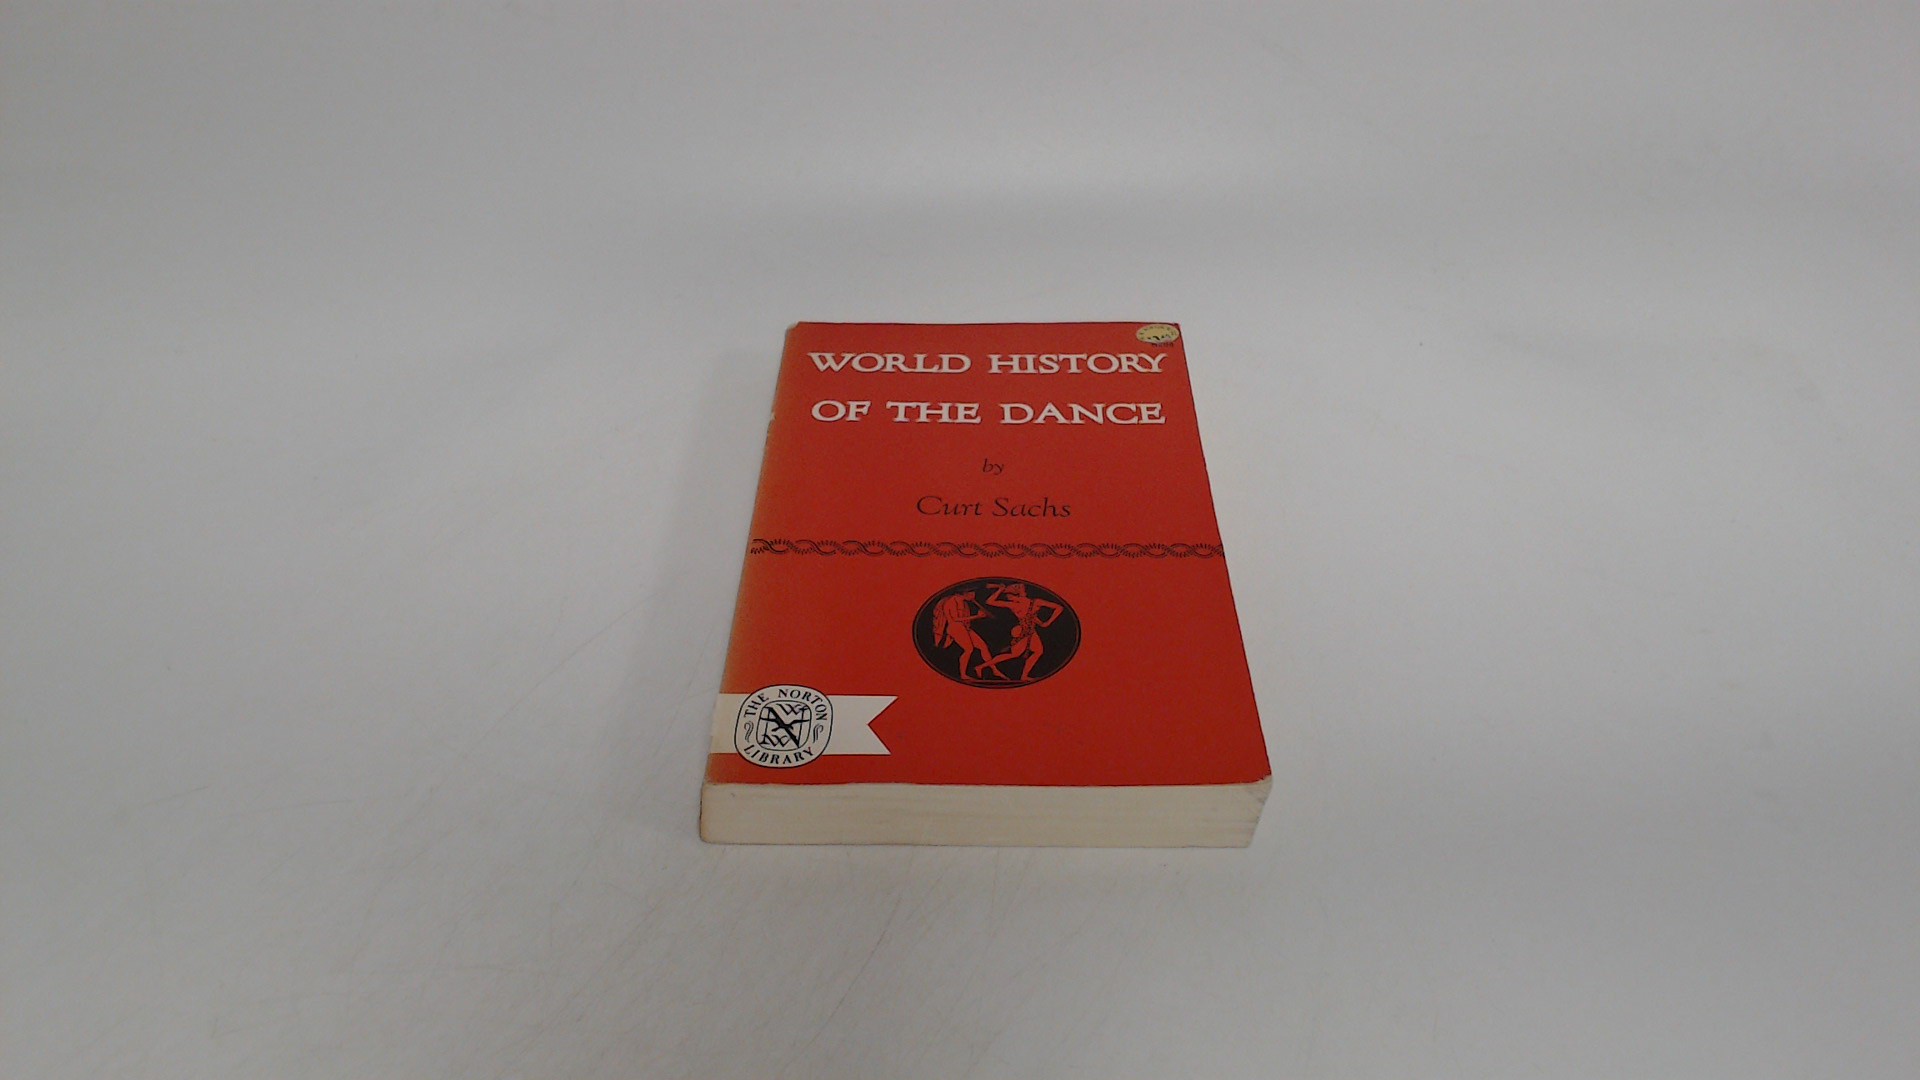 WORLD HISTORY
OF THE DANCE
by
Curt Sachs
THE NORTON
LIBRARY